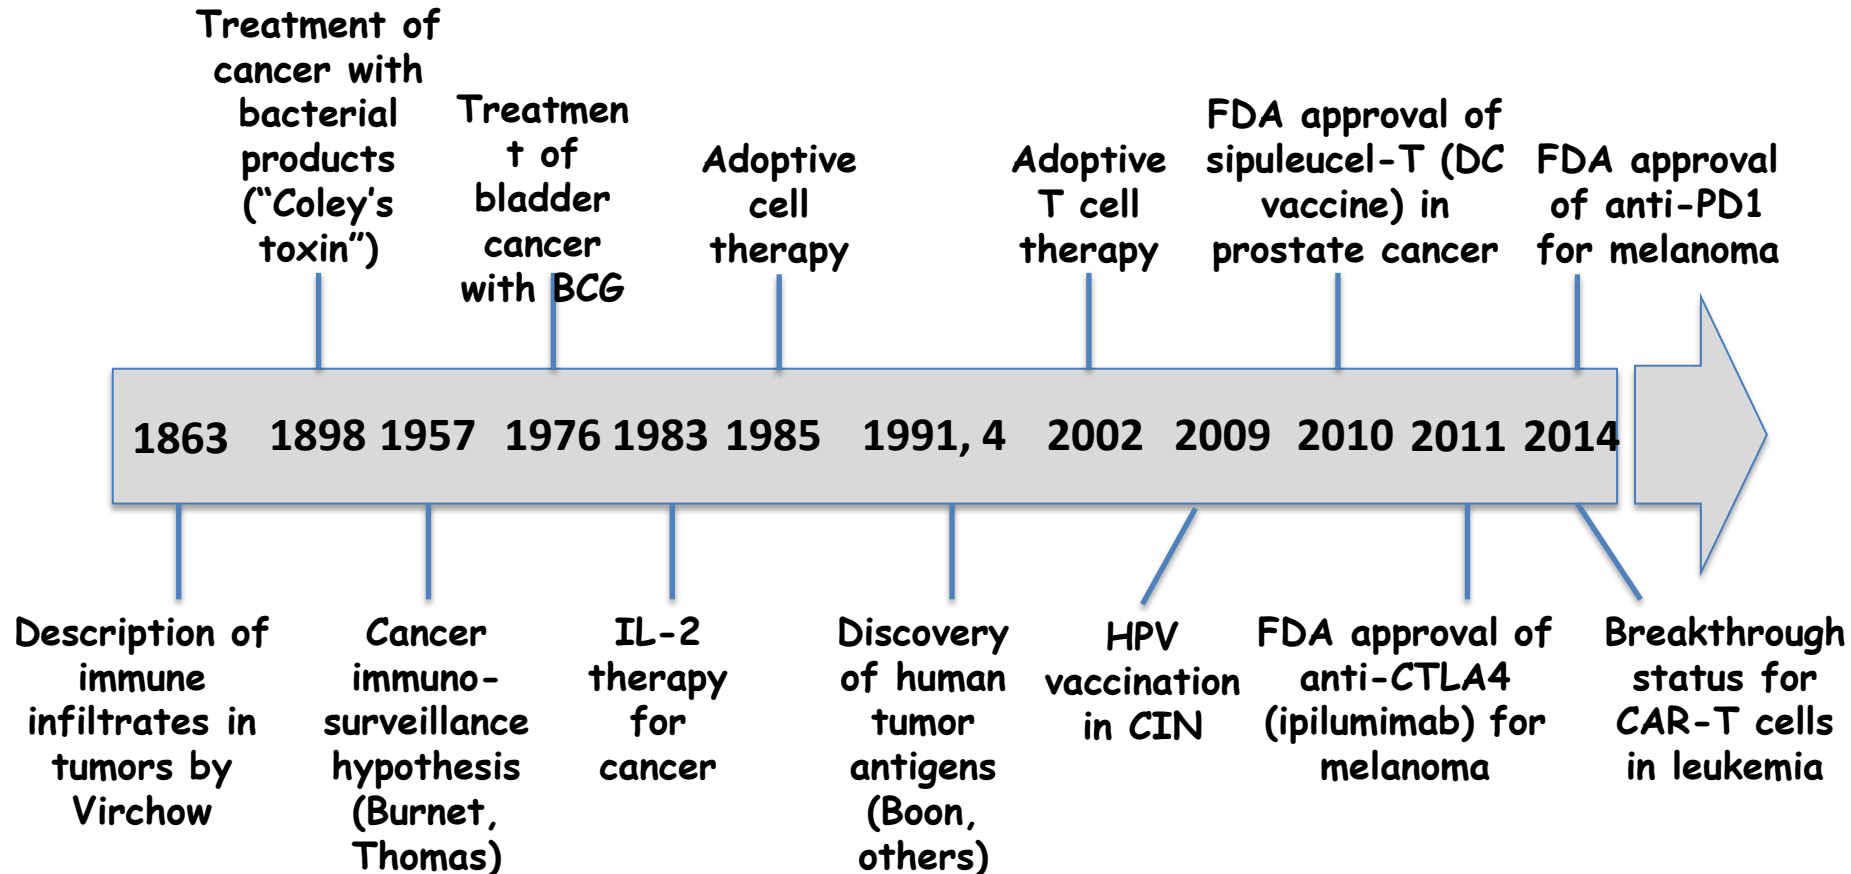 Treatment of
cancer with
bacterial
products
(“Coley’s
toxin”)
Treatmen
t of
bladder
cancer
with BCG
Adoptive
cell
therapy
Adoptive
T cell
therapy
FDA approval of
sipuleucel-T (DC
vaccine) in
prostate cancer
FDA approval
of anti-PD1
for melanoma
1863 1898 1957 1976 1983 1985 1991, 4 2002 2009 2010 2011 2014
Description of
immune
infiltrates in
tumors by
Virchow
Cancer
immuno-
surveillance
hypothesis
(Burnet,
Thomas)
IL-2
therapy
for
cancer
Discovery
of human
tumor
antigens
(Boon,
others)
HPV
vaccination
in CIN
FDA approval of
anti-CTLA4
(ipilumimab) for
melanoma
Breakthrough
status for
CAR-T cells
in leukemia